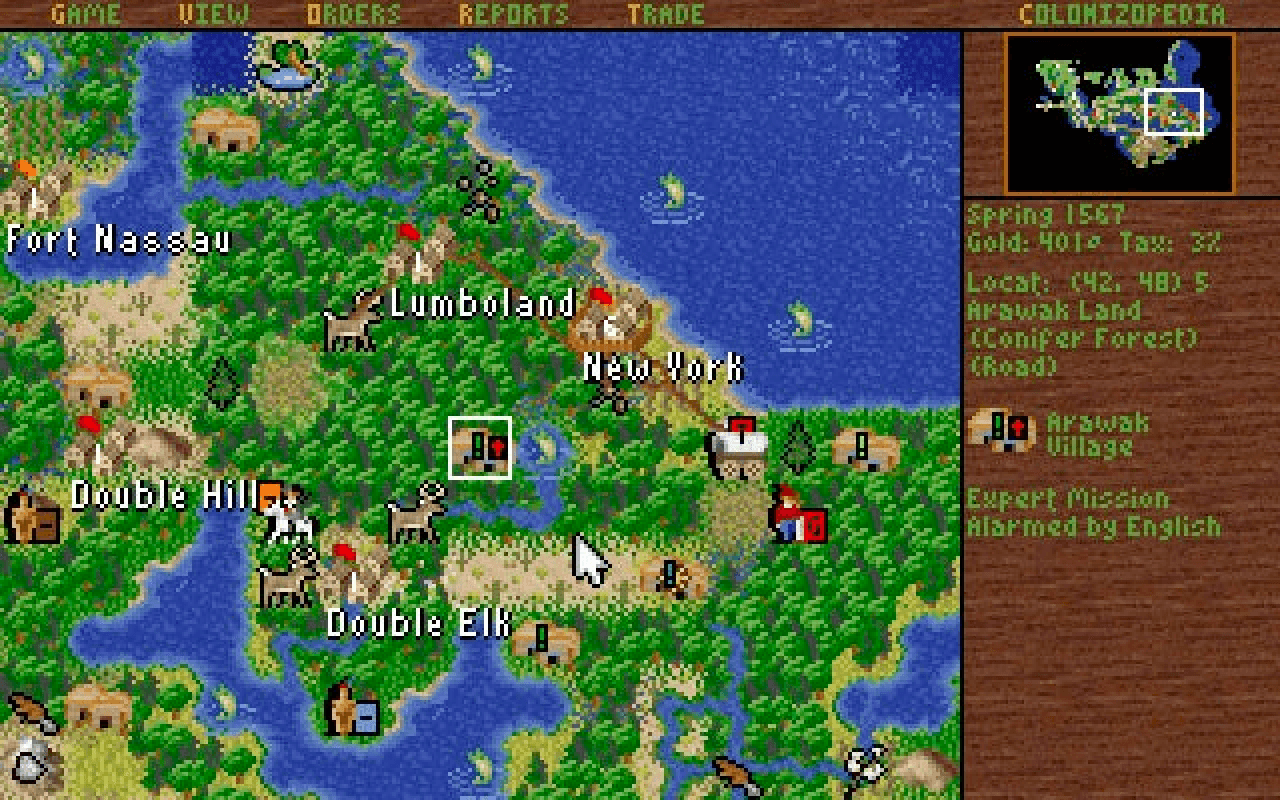 GAME VIEW ORDERS REPORTS TRADE COLONIZOPEDIA
Spring 1567
Gold: 401 Tax: 3%
Locat: (42, 48) 5
Arawak Land
(Conifer Forest)
(Road)
Arawak
Village
Expert Mission
Alarmed by English
Fort Nassau
Lumboland
New York
Double Hill
Double Elk